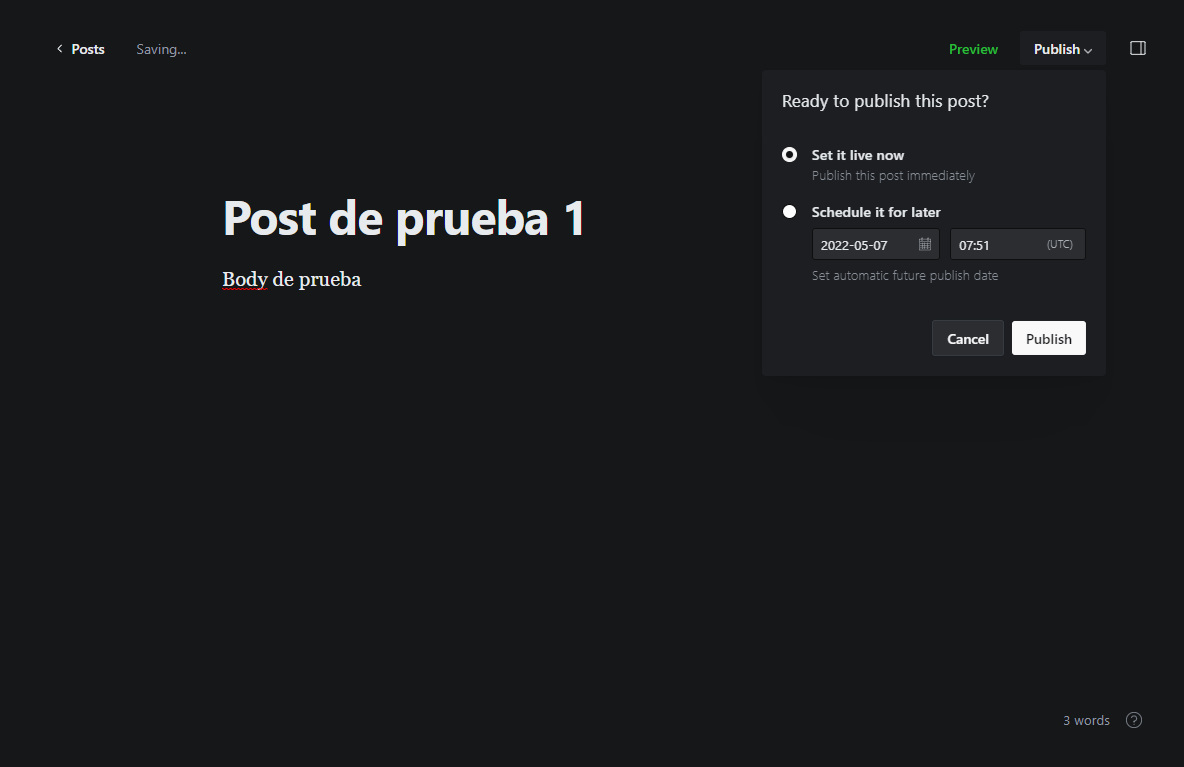 Posts
Saving...
Preview
Publish
Ready to publish this post?
Set it live now
Publish this post immediately
Schedule it for later
2022-05-07
07:51
(UTC)
Set automatic future publish date
Cancel
Publish
Post de prueba 1
Body de prueba
3 words
?